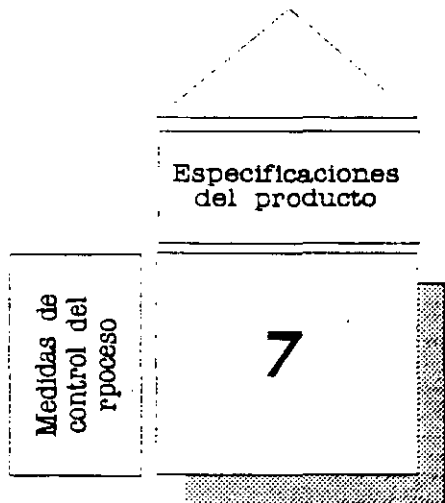 Especificaciones
del producto
Medidas de
control del
rpoceso
7